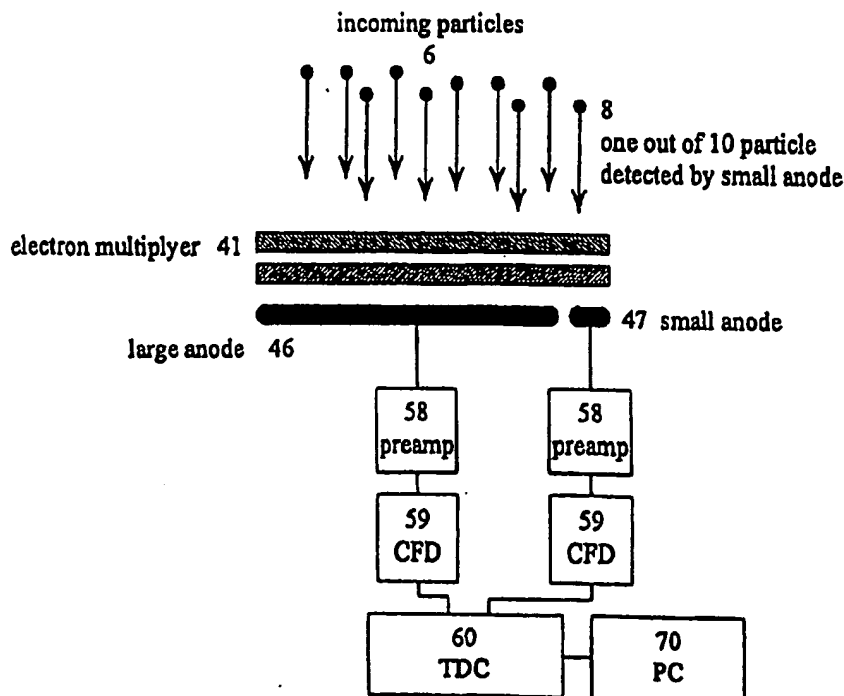 incoming particles
6
8
one out of 10 particle
detected by small anode
electron multiplyer 41
47 small anode
large anode 46
58
preamp
58
preamp
59
CFD
59
CFD
60
TDC
70
PC